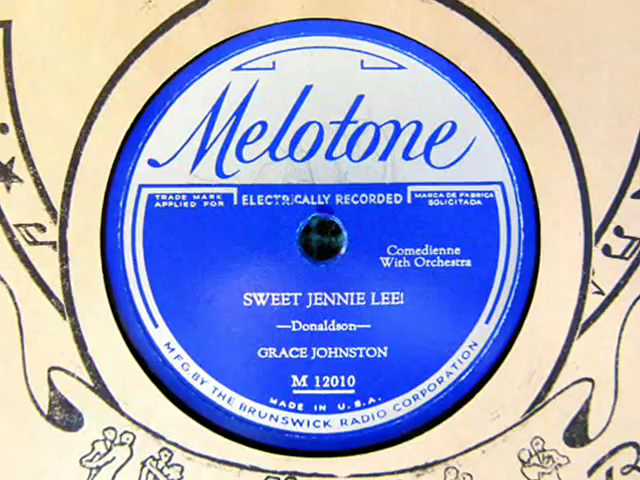 Melotone
TRADE MARK
APPLIED FOR
ELECTRICALLY RECORDED
MARCA DE FABRICA
SOLICITADA
Comedienne
With Orchestra
SWEET JENNIE LEE!
—Donaldson—
GRACE JOHNSTON
M 12010
MADE IN U.S.A.
MFG. BY THE BRUNSWICK RADIO CORPORATION